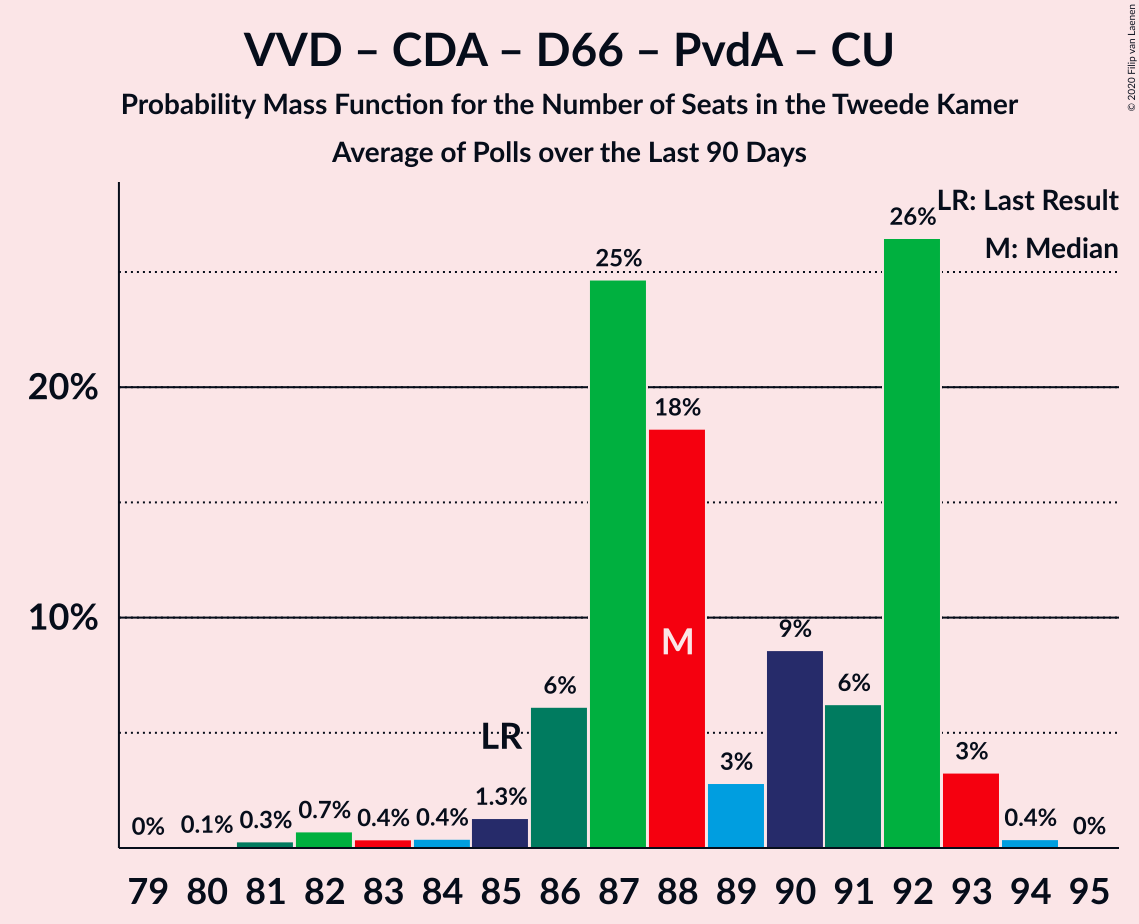 VVD – CDA – D66 – PvdA – CU
Probability Mass Function for the Number of Seats in the Tweede Kamer
Average of Polls over the Last 90 Days
© 2020 Filip van Laenen
LR: Last Result
M: Median
20%
10%
0%
0.1%
0.3%
0.7%
0.4%
0.4%
1.3%
6%
25%
18%
3%
9%
6%
26%
3%
0.4%
0%
LR
M
79 80 81 82 83 84 85 86 87 88 89 90 91 92 93 94 95